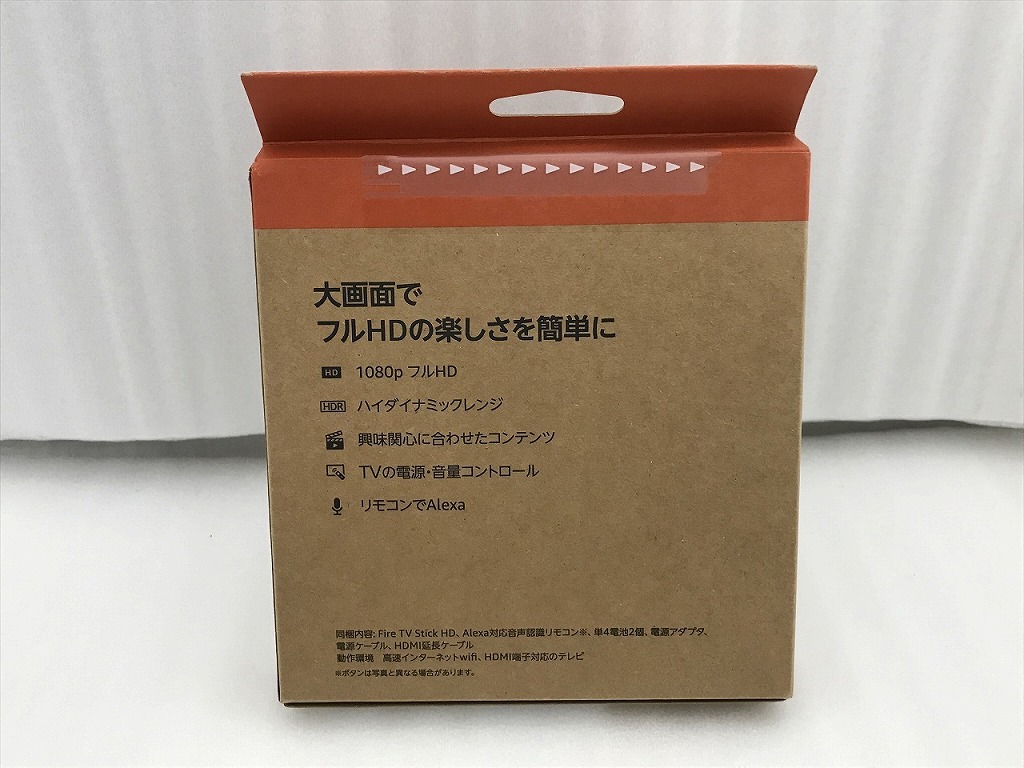 大画面で
フルHDの楽しさを簡単に
HD 1080p フルHD
HDR ハイダイナミックレンジ
興味関心に合わせたコンテンツ
TVの電源・音量コントロール
リモコンでAlexa
同梱内容: Fire TV Stick HD、Alexa対応音声認識リモコン※、単4電池2個、電源アダプタ、
電源ケーブル、HDMI延長ケーブル
動作環境　高速インターネットwifi、HDMI端子対応のテレビ
※ボタンは写真と異なる場合があります。